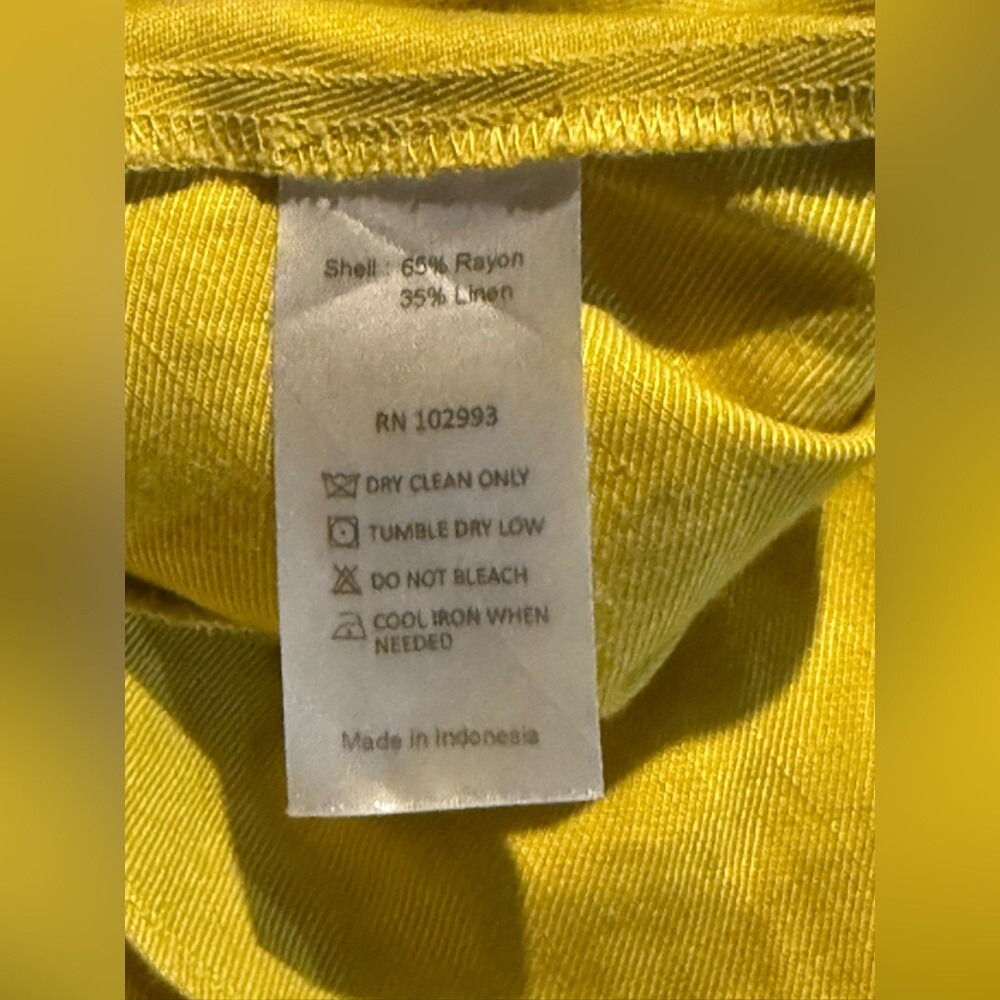 Shell : 65% Rayon
35% Linen
RN 102993
DRY CLEAN ONLY
TUMBLE DRY LOW
DO NOT BLEACH
COOL IRON WHEN
NEEDED
Made in Indonesia